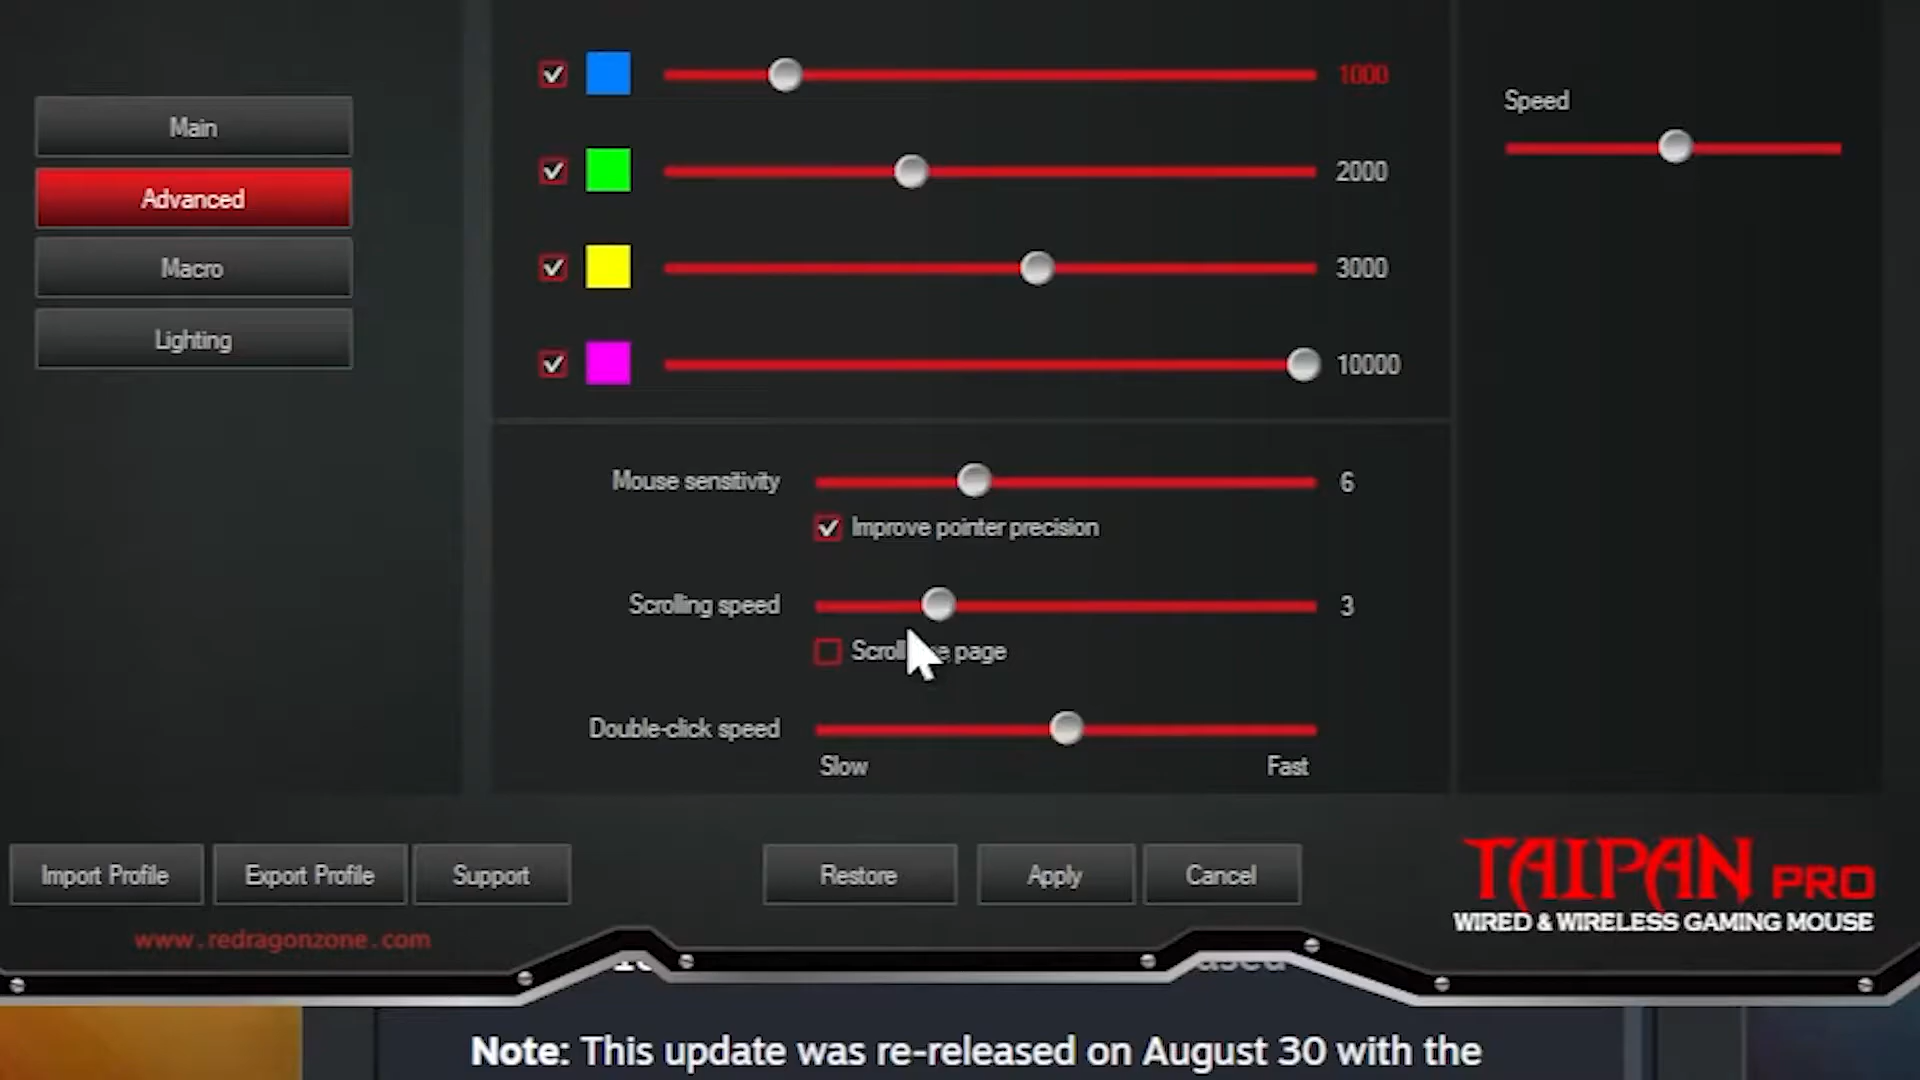 1000
Speed
Main
2000
Advanced
Macro
3000
Lighting
10000
Mouse sensitivity
6
Improve pointer precision
Scrolling speed
3
page
Double-click speed
Slow
Fast
Import Profile
Export Profile
Support
Restore
Apply
Cancel
TAIPAN PRO
WIRED & WIRELESS GAMING MOUSE
www.redragonzone.com
Note: This update was re-released on August 30 with the